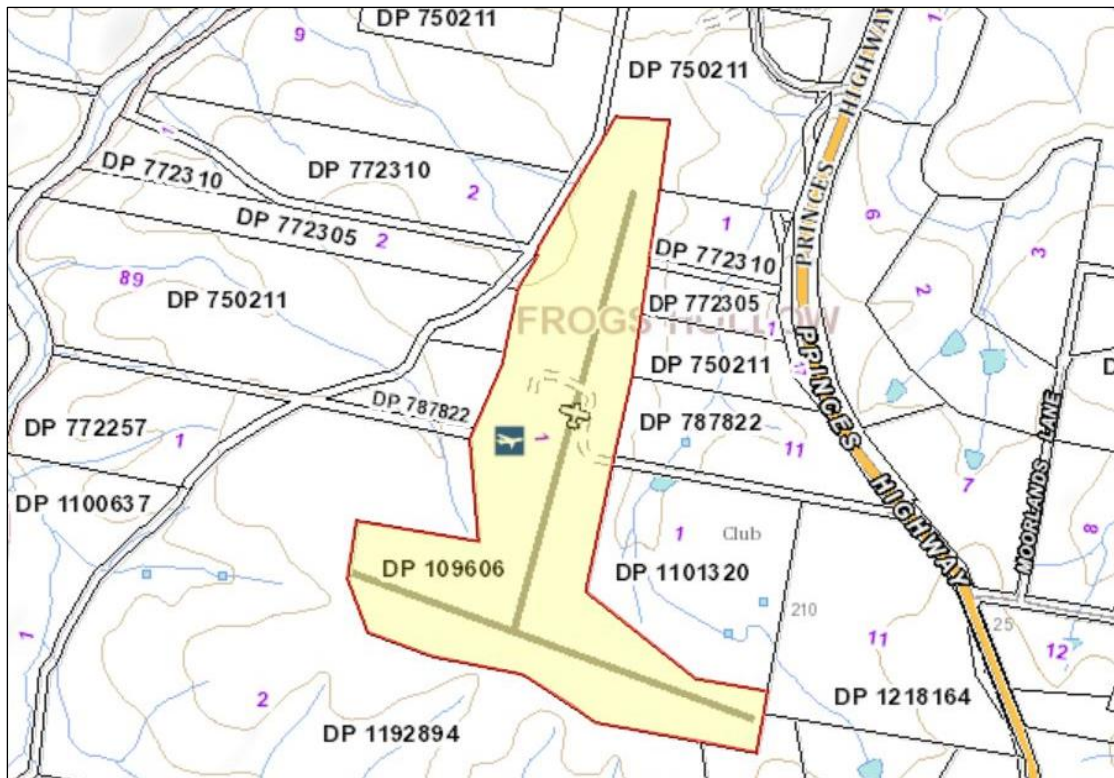 DP 750211
9
1
DP 750211
PRINCES HIGHWAY
1
DP 772310
DP 772310
2
1
6
3
DP 772305
2
DP 772310
2
89
DP 750211
DP 772305
FROGS HOLLOW
1
17
PRINCES HIGHWAY
DP 750211
DP 787822
DP 772257
1
1
DP 787822
11
MOORLANDS LANE
D
7
DP 1100637
1
Club
8
DP 109606
DP 1101320
210
25
1
11
12
2
DP 1218164
DP 1192894